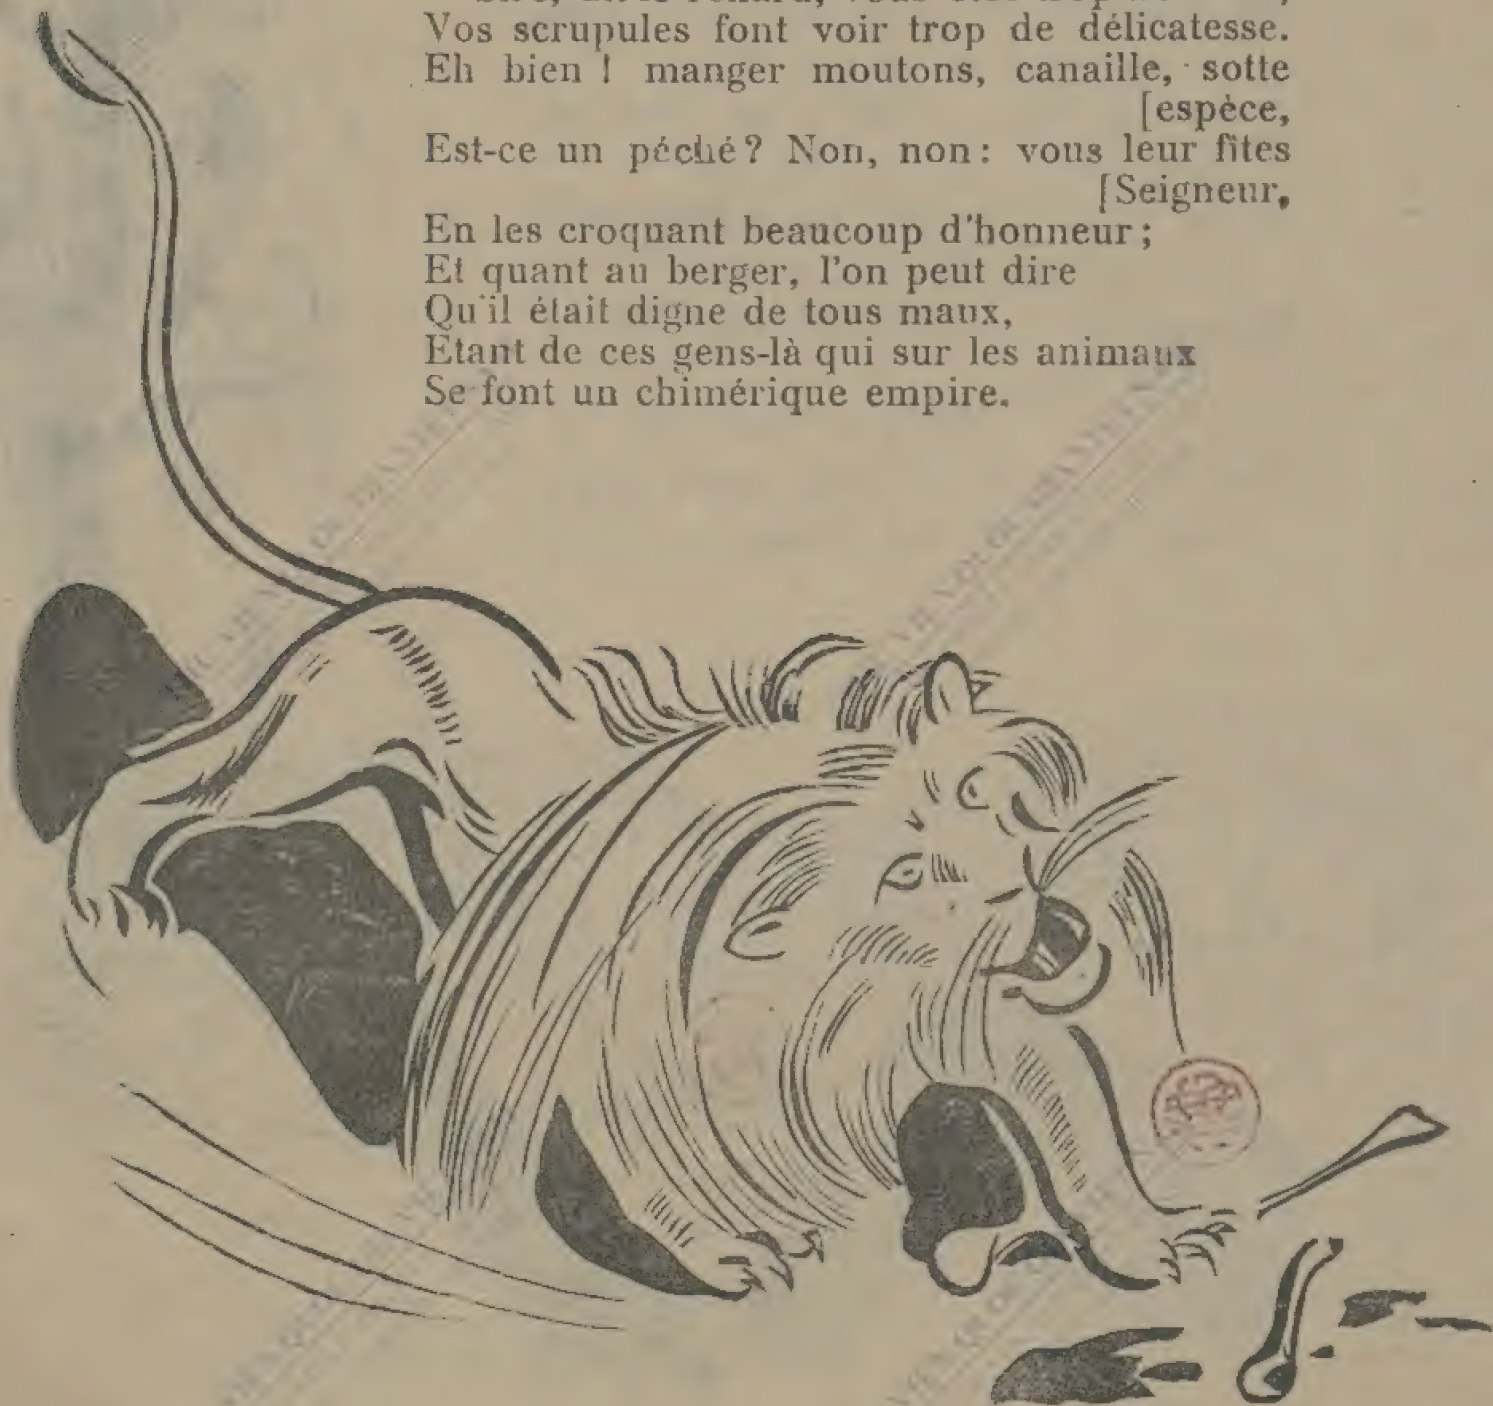 Vos scrupules font voir trop de délicatesse.
Eh bien ! manger moutons, canaille, sotte
[espèce,
Est-ce un péché? Non, non: vous leur fîtes
[Seigneur,
En les croquant beaucoup d'honneur;
Et quant au berger, l'on peut dire
Qu'il était digne de tous maux,
Etant de ces gens-là qui sur les animaux
Se font un chimérique empire.